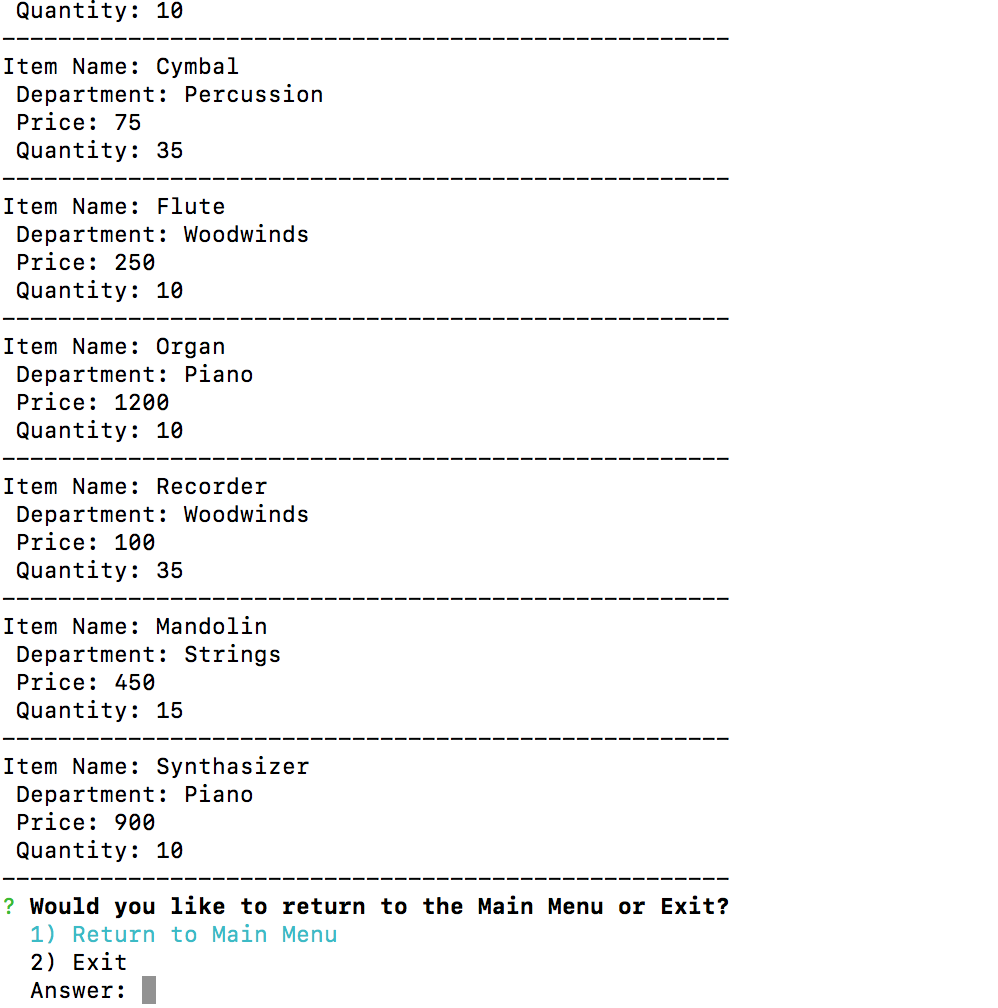 Quantity: 10
----------------------------------------------------
Item Name: Cymbal
Department: Percussion
Price: 75
Quantity: 35
----------------------------------------------------
Item Name: Flute
Department: Woodwinds
Price: 250
Quantity: 10
----------------------------------------------------
Item Name: Organ
Department: Piano
Price: 1200
Quantity: 10
----------------------------------------------------
Item Name: Recorder
Department: Woodwinds
Price: 100
Quantity: 35
----------------------------------------------------
Item Name: Mandolin
Department: Strings
Price: 450
Quantity: 15
----------------------------------------------------
Item Name: Synthasizer
Department: Piano
Price: 900
Quantity: 10
----------------------------------------------------
? Would you like to return to the Main Menu or Exit?
1) Return to Main Menu
2) Exit
Answer: